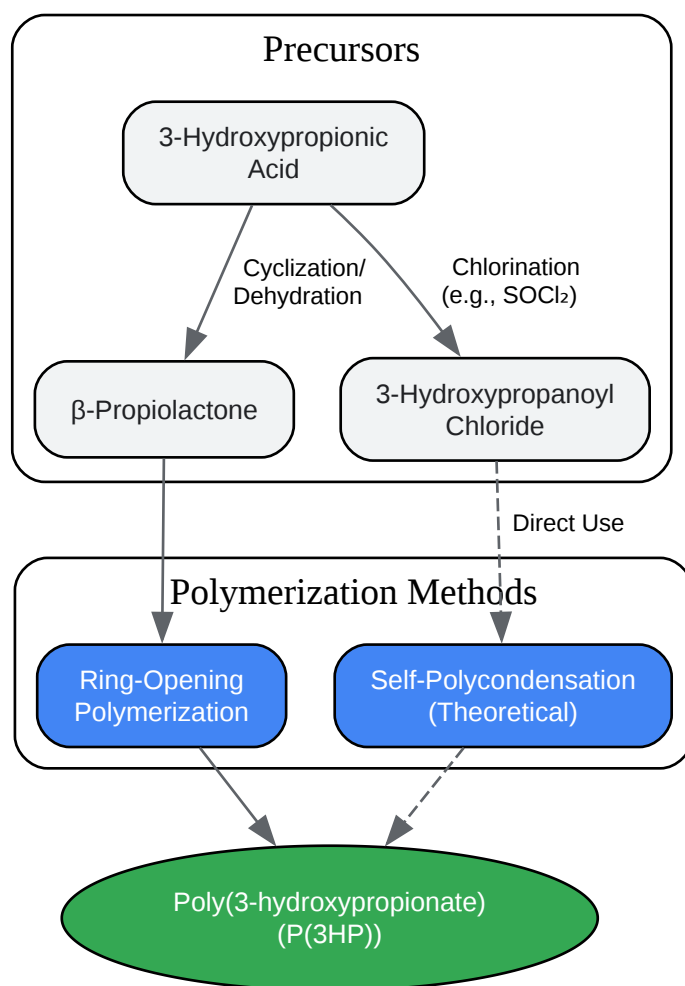 Precursors
3-Hydroxypropionic
Acid
Cyclization/
Dehydration
Chlorination
(e.g., SOCl₂)
β-Propiolactone
3-Hydroxypropanoyl
Chloride
Direct Use
Polymerization Methods
Ring-Opening
Polymerization
Self-Polycondensation
(Theoretical)
Poly(3-hydroxypropionate)
(P(3HP))